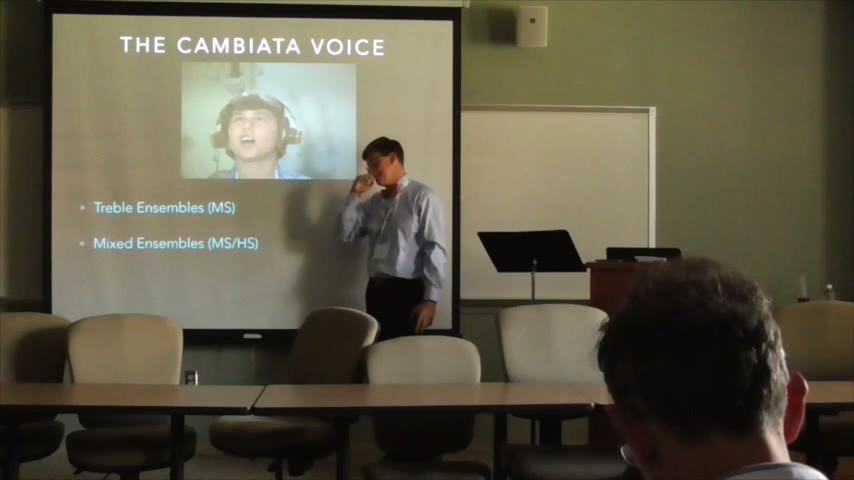 THE CAMBIATA VOICE
Treble Ensembles (MS)
Mixed Ensembles (MS/HS)